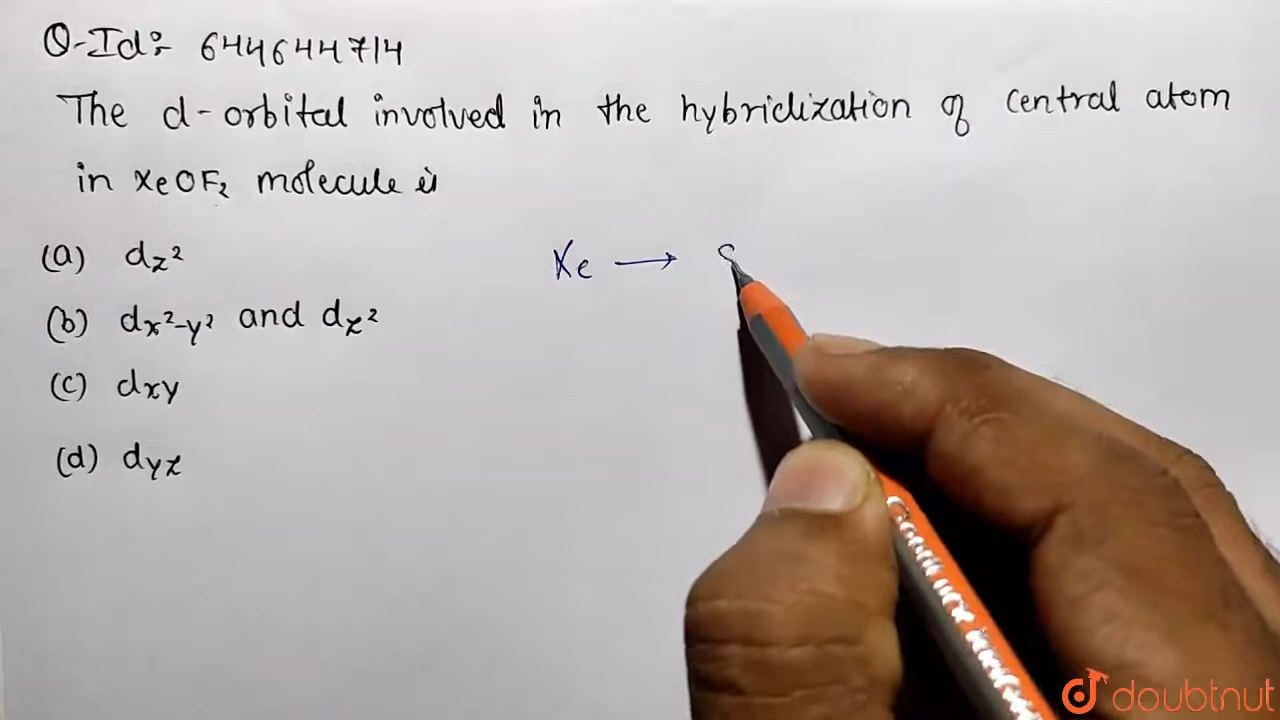 Q-Id:- 644644714
The d-orbital involved in the hybridization of central atom
in XeOF₂ molecule is
(a) dz²
(b) dx²-y² and dz²
(c) dxy
(d) dyz
Xe →
doubtnut